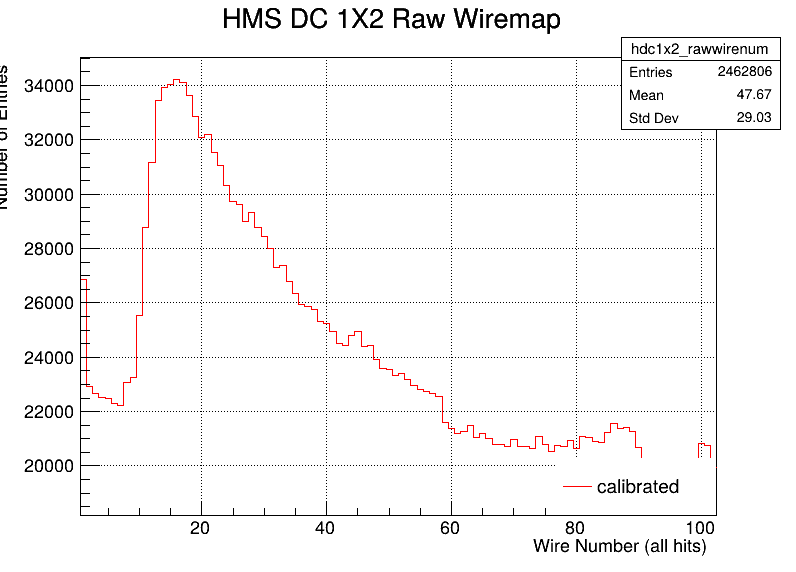 HMS DC 1X2 Raw Wiremap
hdc1x2_rawwirenum
Entries 2462806
Mean 47.67
Std Dev 29.03
Number of Entries
34000
32000
30000
28000
26000
24000
22000
20000
calibrated
20 40 60 80 100
Wire Number (all hits)